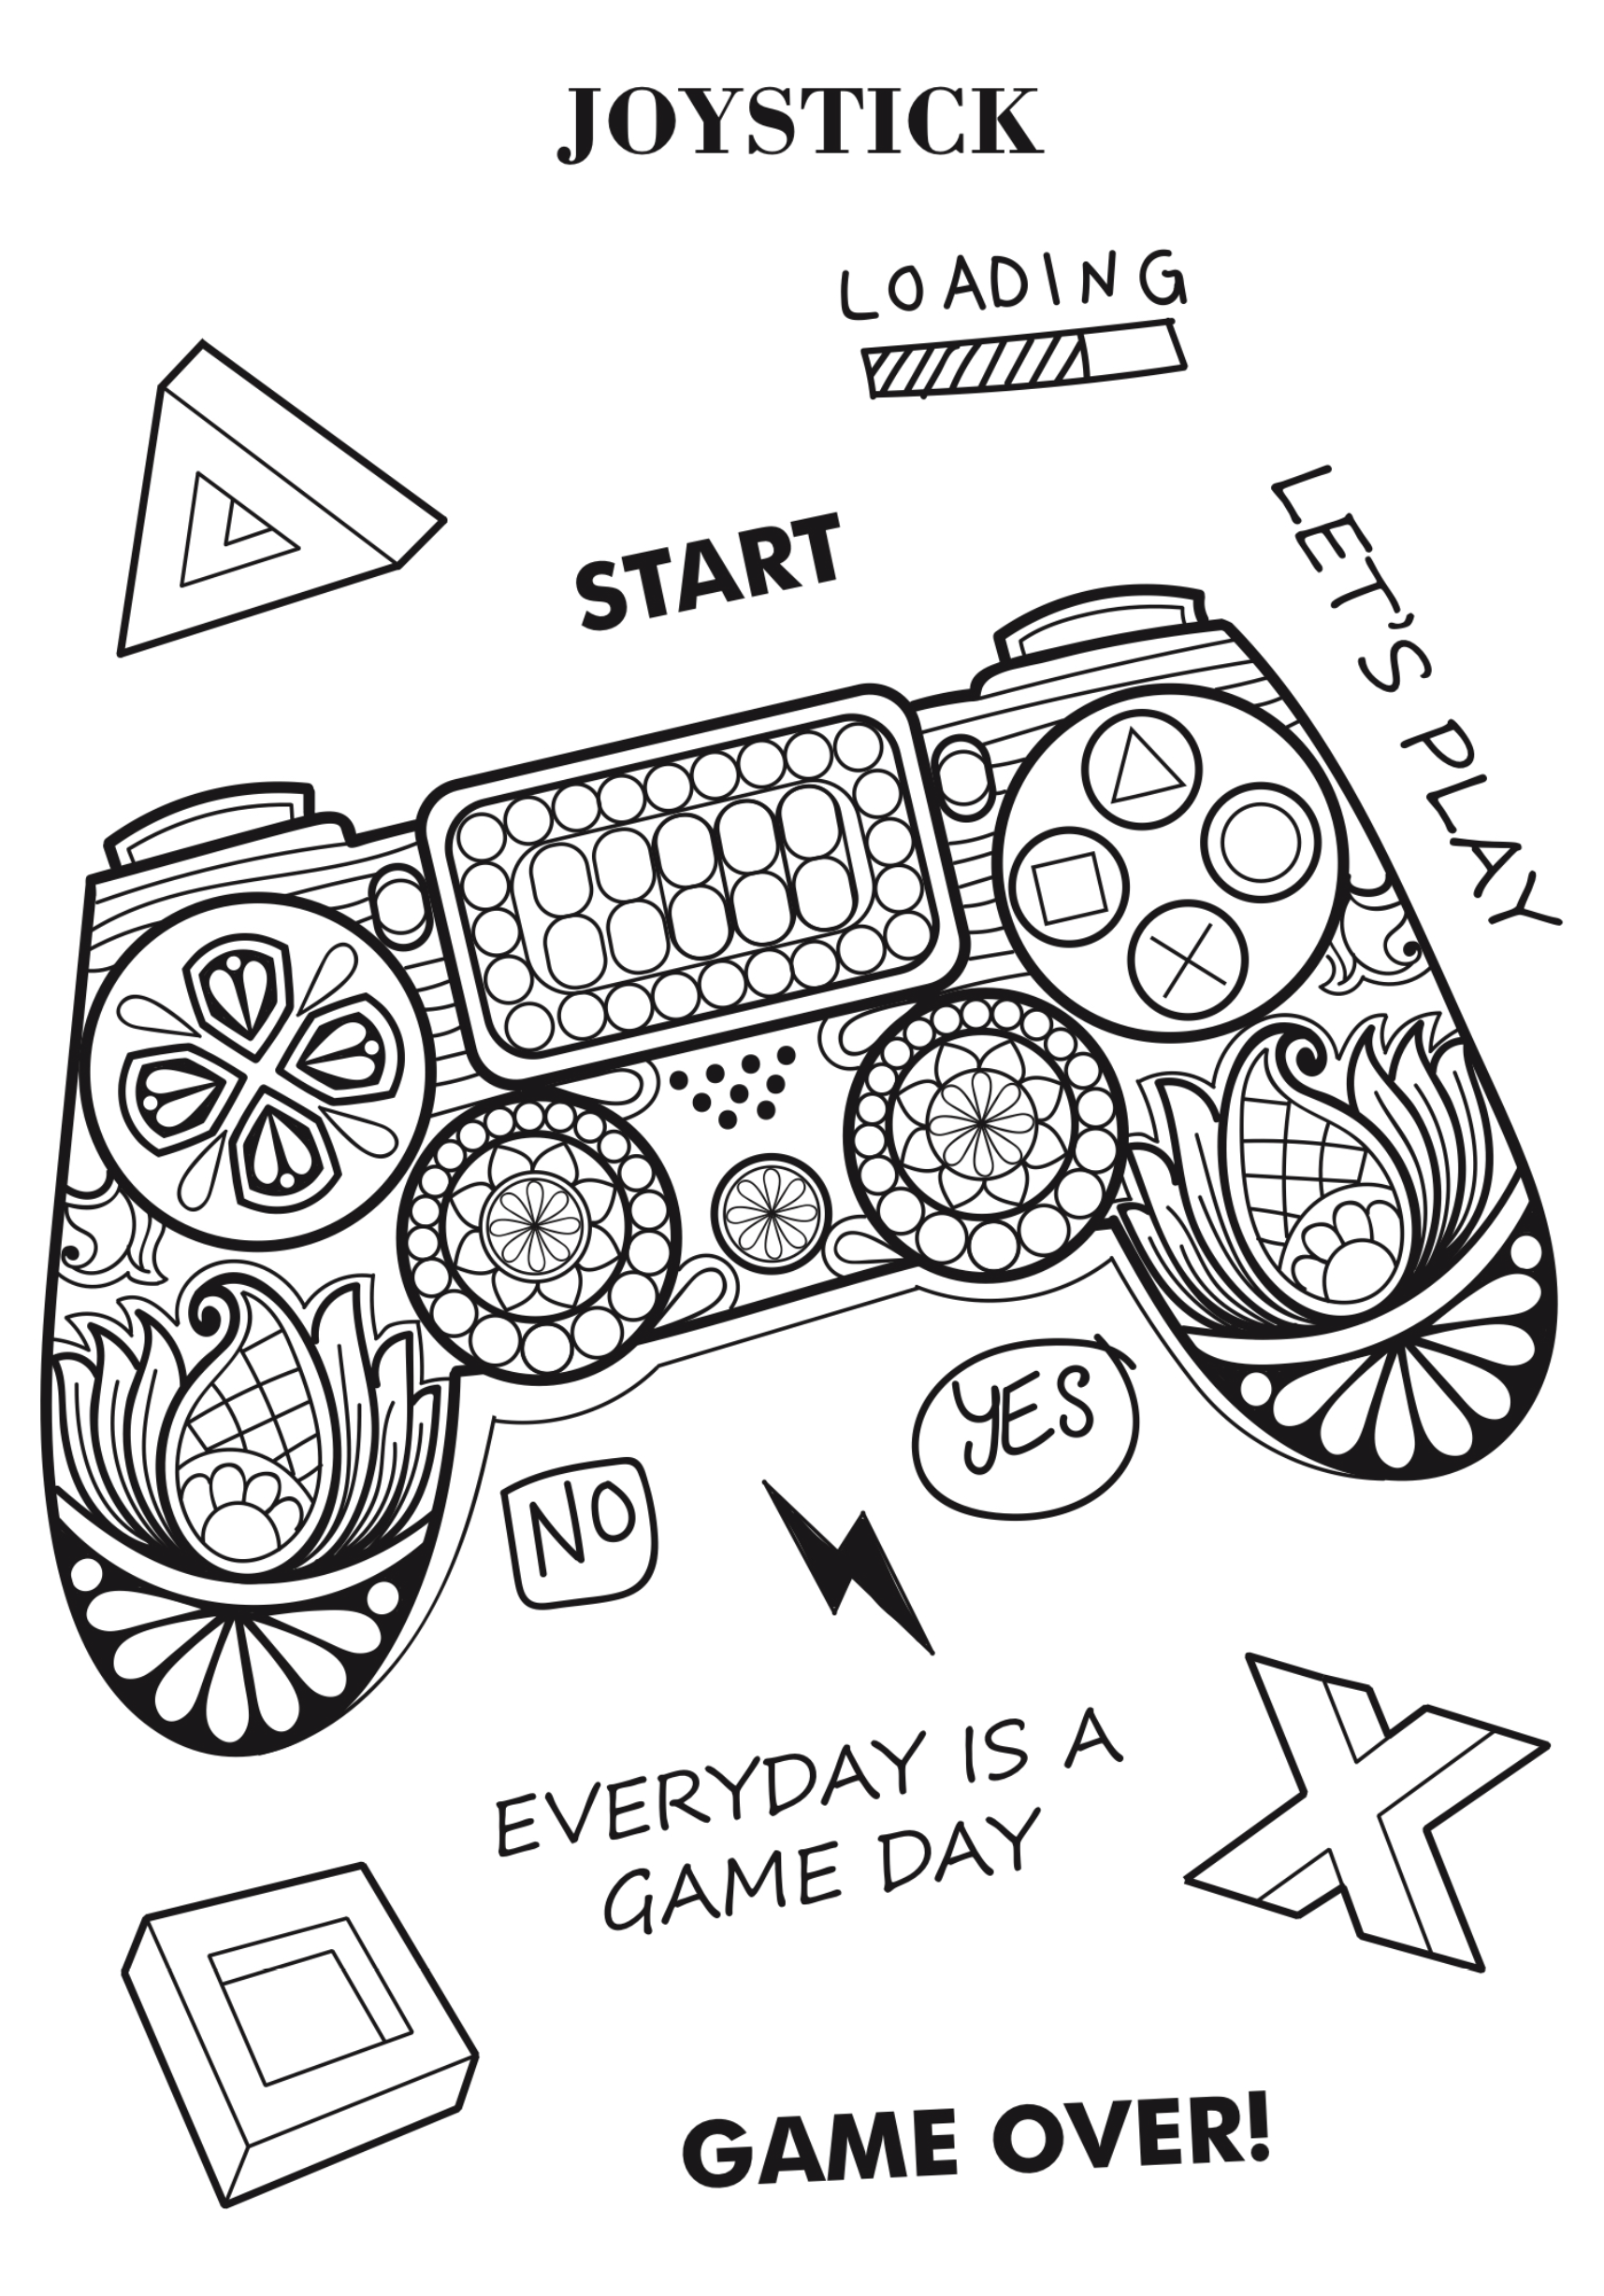 JOYSTICK
LOADING
START
LET'S PLAY
YES
NO
EVERYDAY IS A
GAME DAY
GAME OVER!